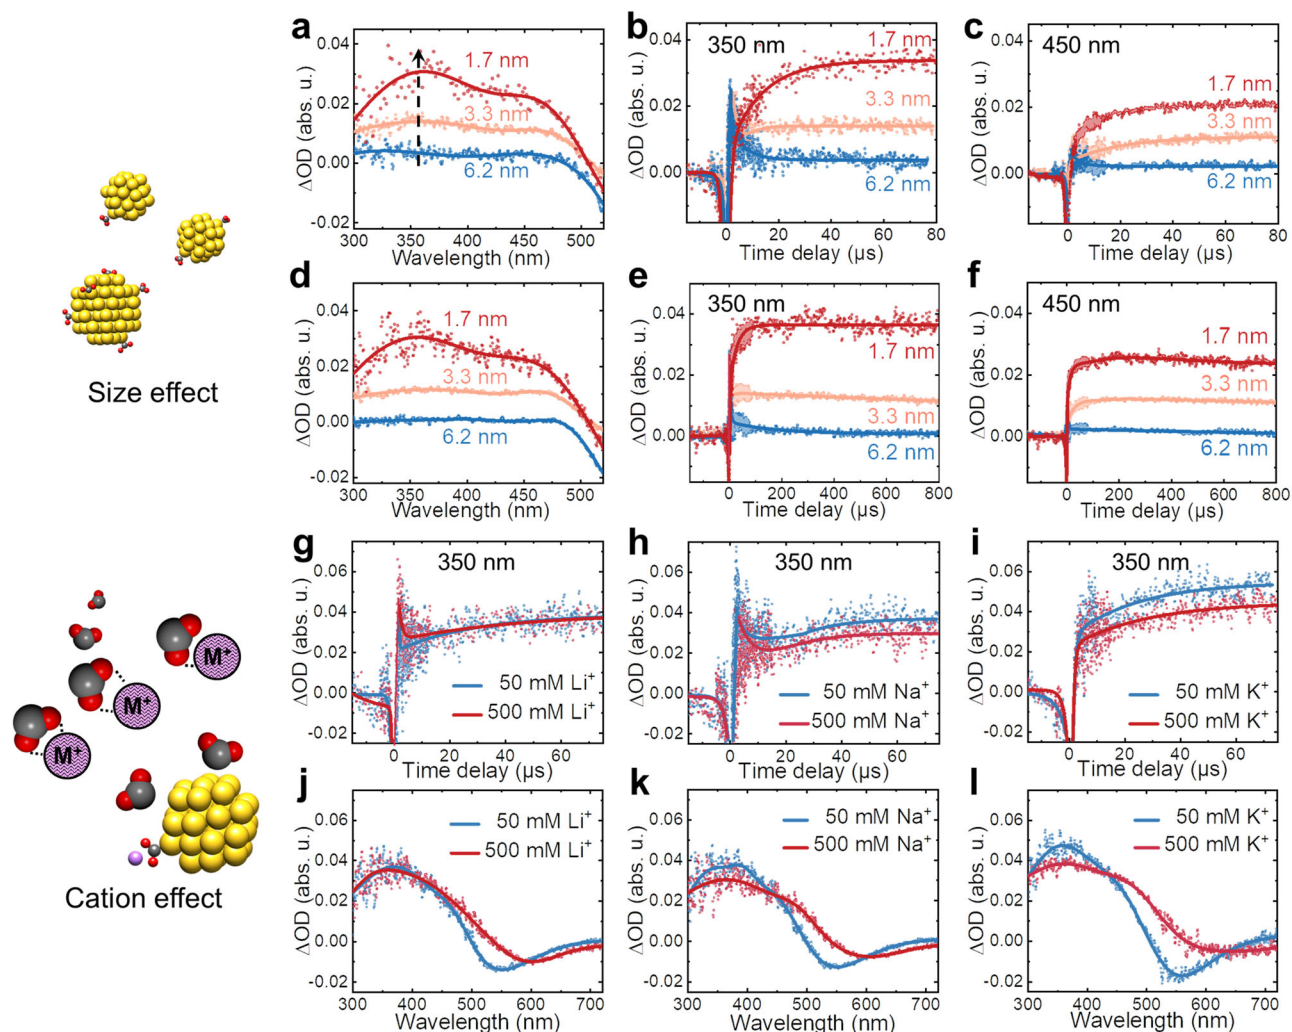 a
ΔOD (abs. u.)
0.04
0.02
0.00
-0.02
1.7 nm
3.3 nm
6.2 nm
300 350 400 450 500
Wavelength (nm)
b
350 nm
ΔOD (abs. u.)
0.04
0.02
0.00
1.7 nm
3.3 nm
6.2 nm
0 20 40 60 80
Time delay (µs)
c
450 nm
ΔOD (abs. u.)
0.04
0.02
0.00
1.7 nm
3.3 nm
6.2 nm
0 20 40 60 80
Time delay (µs)
Size effect
d
ΔOD (abs. u.)
0.04
0.02
0.00
-0.02
1.7 nm
3.3 nm
6.2 nm
300 350 400 450 500
Wavelength (nm)
e
350 nm
ΔOD (abs. u.)
0.04
0.02
0.00
1.7 nm
3.3 nm
6.2 nm
0 200 400 600 800
Time delay (µs)
f
450 nm
ΔOD (abs. u.)
0.04
0.02
0.00
1.7 nm
3.3 nm
6.2 nm
0 200 400 600 800
Time delay (µs)
g
350 nm
ΔOD (abs. u.)
0.06
0.04
0.02
0.00
-0.02
50 mM Li⁺
500 mM Li⁺
0 20 40 60
Time delay (µs)
h
350 nm
ΔOD (abs. u.)
0.06
0.04
0.02
0.00
-0.02
50 mM Na⁺
500 mM Na⁺
0 20 40 60
Time delay (µs)
i
350 nm
ΔOD (abs. u.)
0.06
0.04
0.02
0.00
-0.02
50 mM K⁺
500 mM K⁺
0 20 40 60
Time delay (µs)
M⁺
M⁺
M⁺
Cation effect
j
ΔOD (abs. u.)
0.06
0.04
0.02
0.00
-0.02
50 mM Li⁺
500 mM Li⁺
300 400 500 600 700
Wavelength (nm)
k
ΔOD (abs. u.)
0.06
0.04
0.02
0.00
-0.02
50 mM Na⁺
500 mM Na⁺
300 400 500 600 700
Wavelength (nm)
l
ΔOD (abs. u.)
0.06
0.04
0.02
0.00
-0.02
50 mM K⁺
500 mM K⁺
300 400 500 600 700
Wavelength (nm)